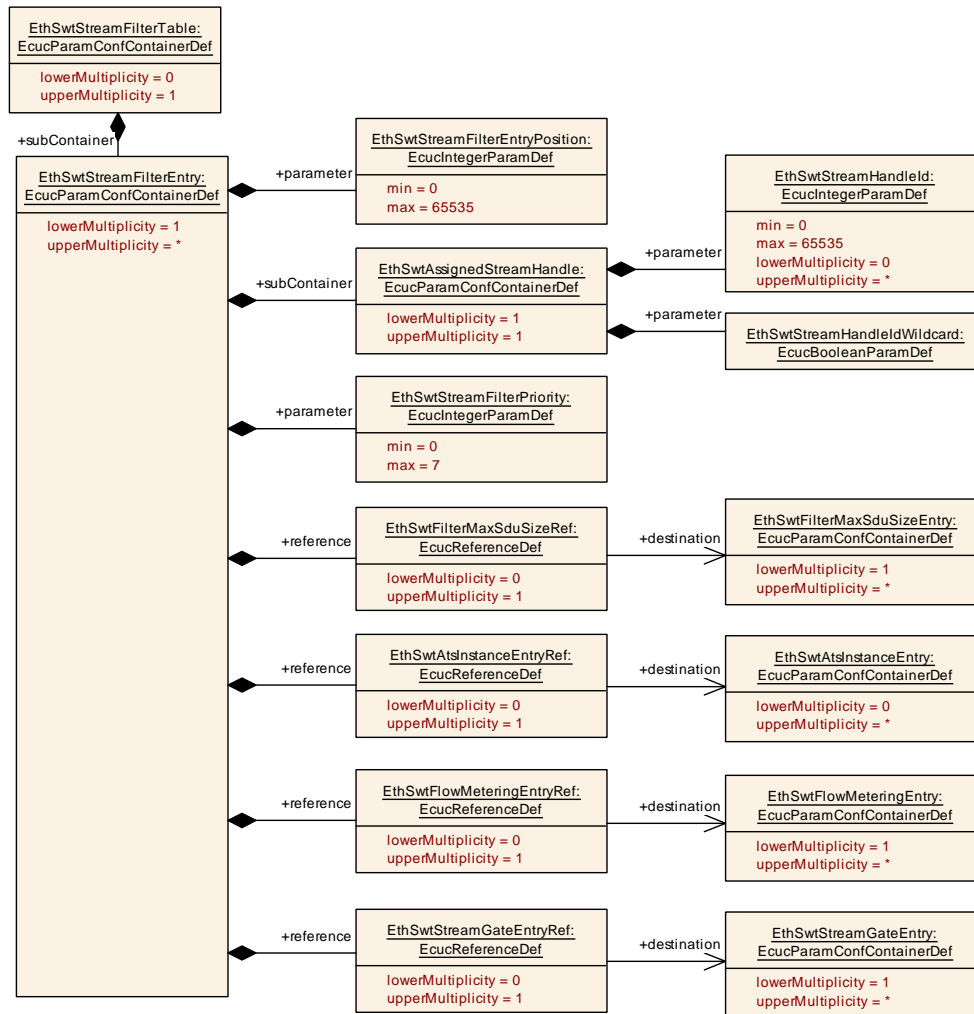 EthSwtStreamFilterTable:
EcucParamConfContainerDef
lowerMultiplicity = 0
upperMultiplicity = 1
+subContainer
EthSwtStreamFilterEntry:
EcucParamConfContainerDef
lowerMultiplicity = 1
upperMultiplicity = *
+parameter
EthSwtStreamFilterEntryPosition:
EcucIntegerParamDef
min = 0
max = 65535
+subContainer
EthSwtAssignedStreamHandle:
EcucParamConfContainerDef
lowerMultiplicity = 1
upperMultiplicity = 1
+parameter
EthSwtStreamHandleId:
EcucIntegerParamDef
min = 0
max = 65535
lowerMultiplicity = 0
upperMultiplicity = *
+parameter
EthSwtStreamHandleIdWildcard:
EcucBooleanParamDef
+parameter
EthSwtStreamFilterPriority:
EcucIntegerParamDef
min = 0
max = 7
+reference
EthSwtFilterMaxSduSizeRef:
EcucReferenceDef
lowerMultiplicity = 0
upperMultiplicity = 1
+destination
EthSwtFilterMaxSduSizeEntry:
EcucParamConfContainerDef
lowerMultiplicity = 1
upperMultiplicity = *
+reference
EthSwtAtsInstanceEntryRef:
EcucReferenceDef
lowerMultiplicity = 0
upperMultiplicity = 1
+destination
EthSwtAtsInstanceEntry:
EcucParamConfContainerDef
lowerMultiplicity = 0
upperMultiplicity = *
+reference
EthSwtFlowMeteringEntryRef:
EcucReferenceDef
lowerMultiplicity = 0
upperMultiplicity = 1
+destination
EthSwtFlowMeteringEntry:
EcucParamConfContainerDef
lowerMultiplicity = 1
upperMultiplicity = *
+reference
EthSwtStreamGateEntryRef:
EcucReferenceDef
lowerMultiplicity = 0
upperMultiplicity = 1
+destination
EthSwtStreamGateEntry:
EcucParamConfContainerDef
lowerMultiplicity = 1
upperMultiplicity = *